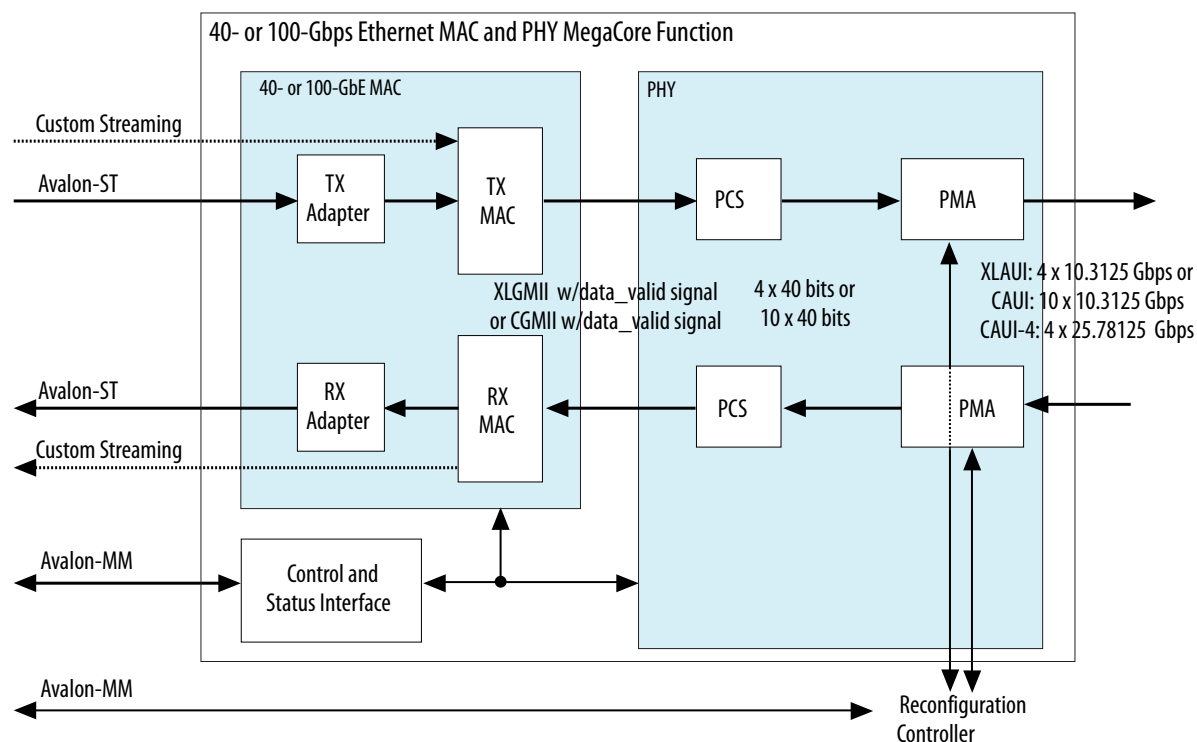 40- or 100-Gbps Ethernet MAC and PHY MegaCore Function
40- or 100-GbE MAC
PHY
Custom Streaming
Avalon-ST
TX
Adapter
TX
MAC
PCS
PMA
XLGMII w/data_valid signal
or CGMII w/data_valid signal
4 x 40 bits or
10 x 40 bits
XLAUI: 4 x 10.3125 Gbps or
CAUI: 10 x 10.3125 Gbps
CAUI-4: 4 x 25.78125 Gbps
Avalon-ST
RX
Adapter
RX
MAC
PCS
PMA
Custom Streaming
Avalon-MM
Control and
Status Interface
Avalon-MM
Reconfiguration
Controller